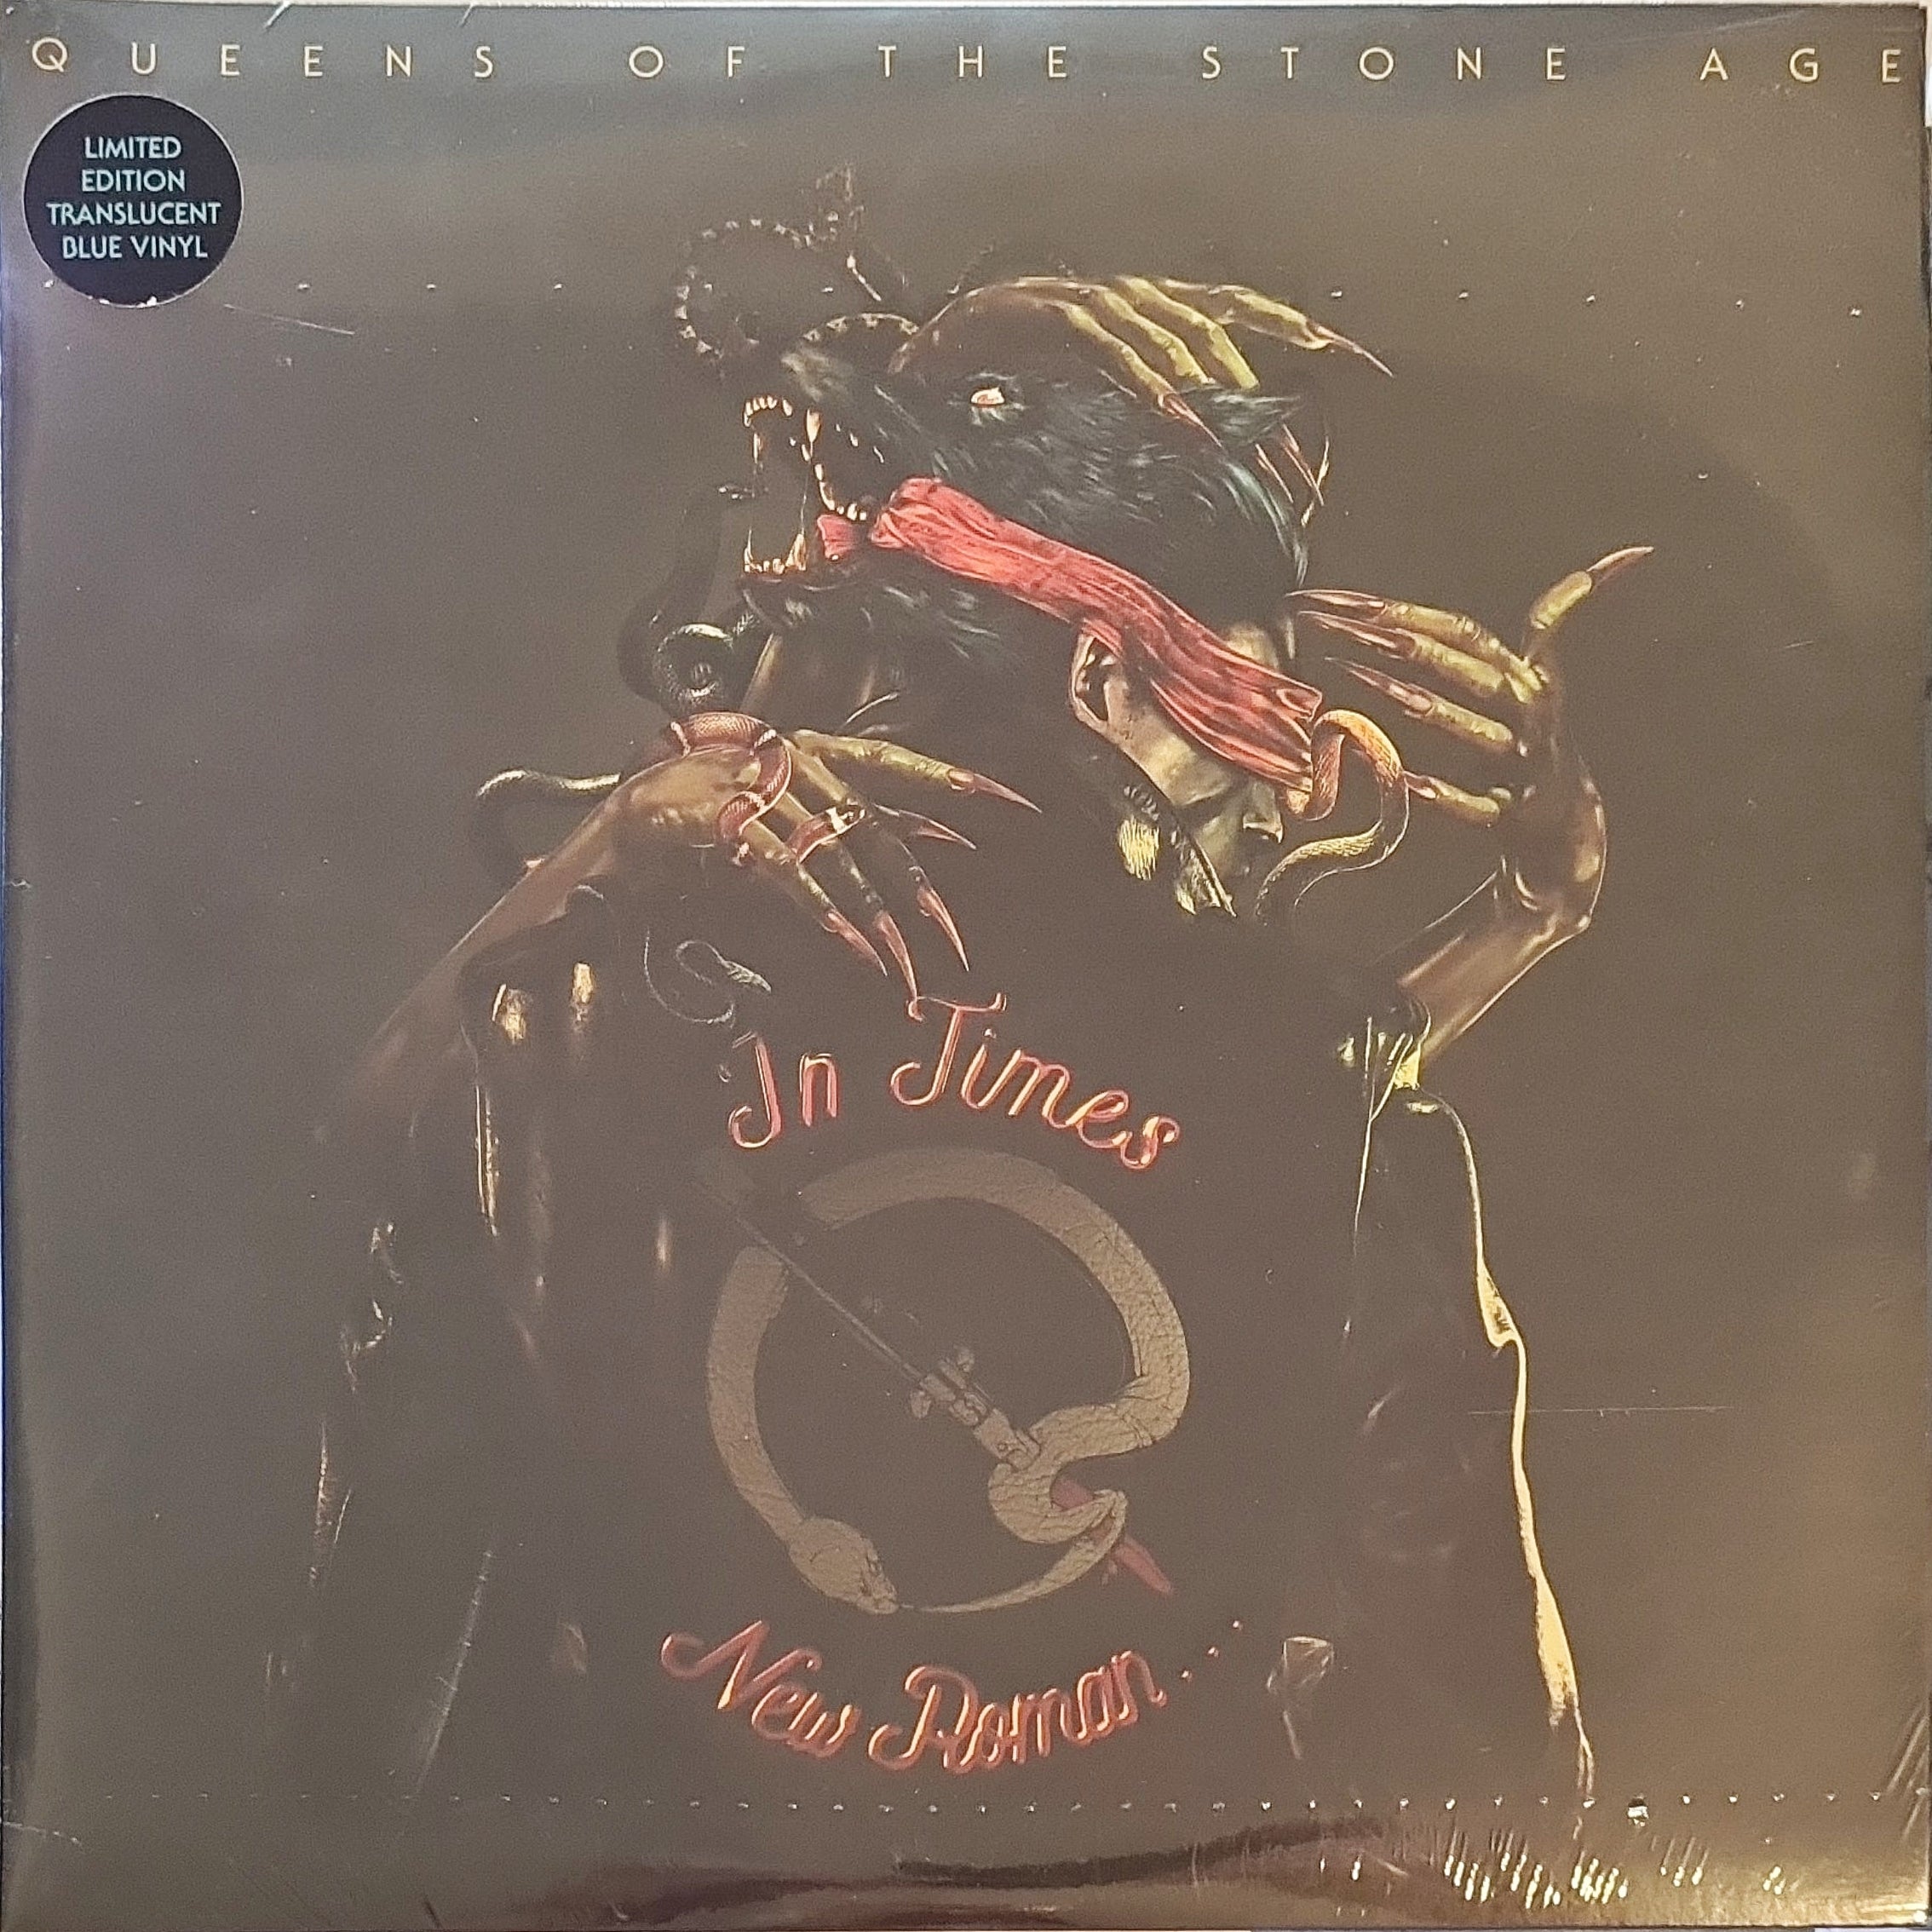 QUEENS OF THE STONE AGE
LIMITED
EDITION
TRANSLUCENT
BLUE VINYL
In Times
New Roman...